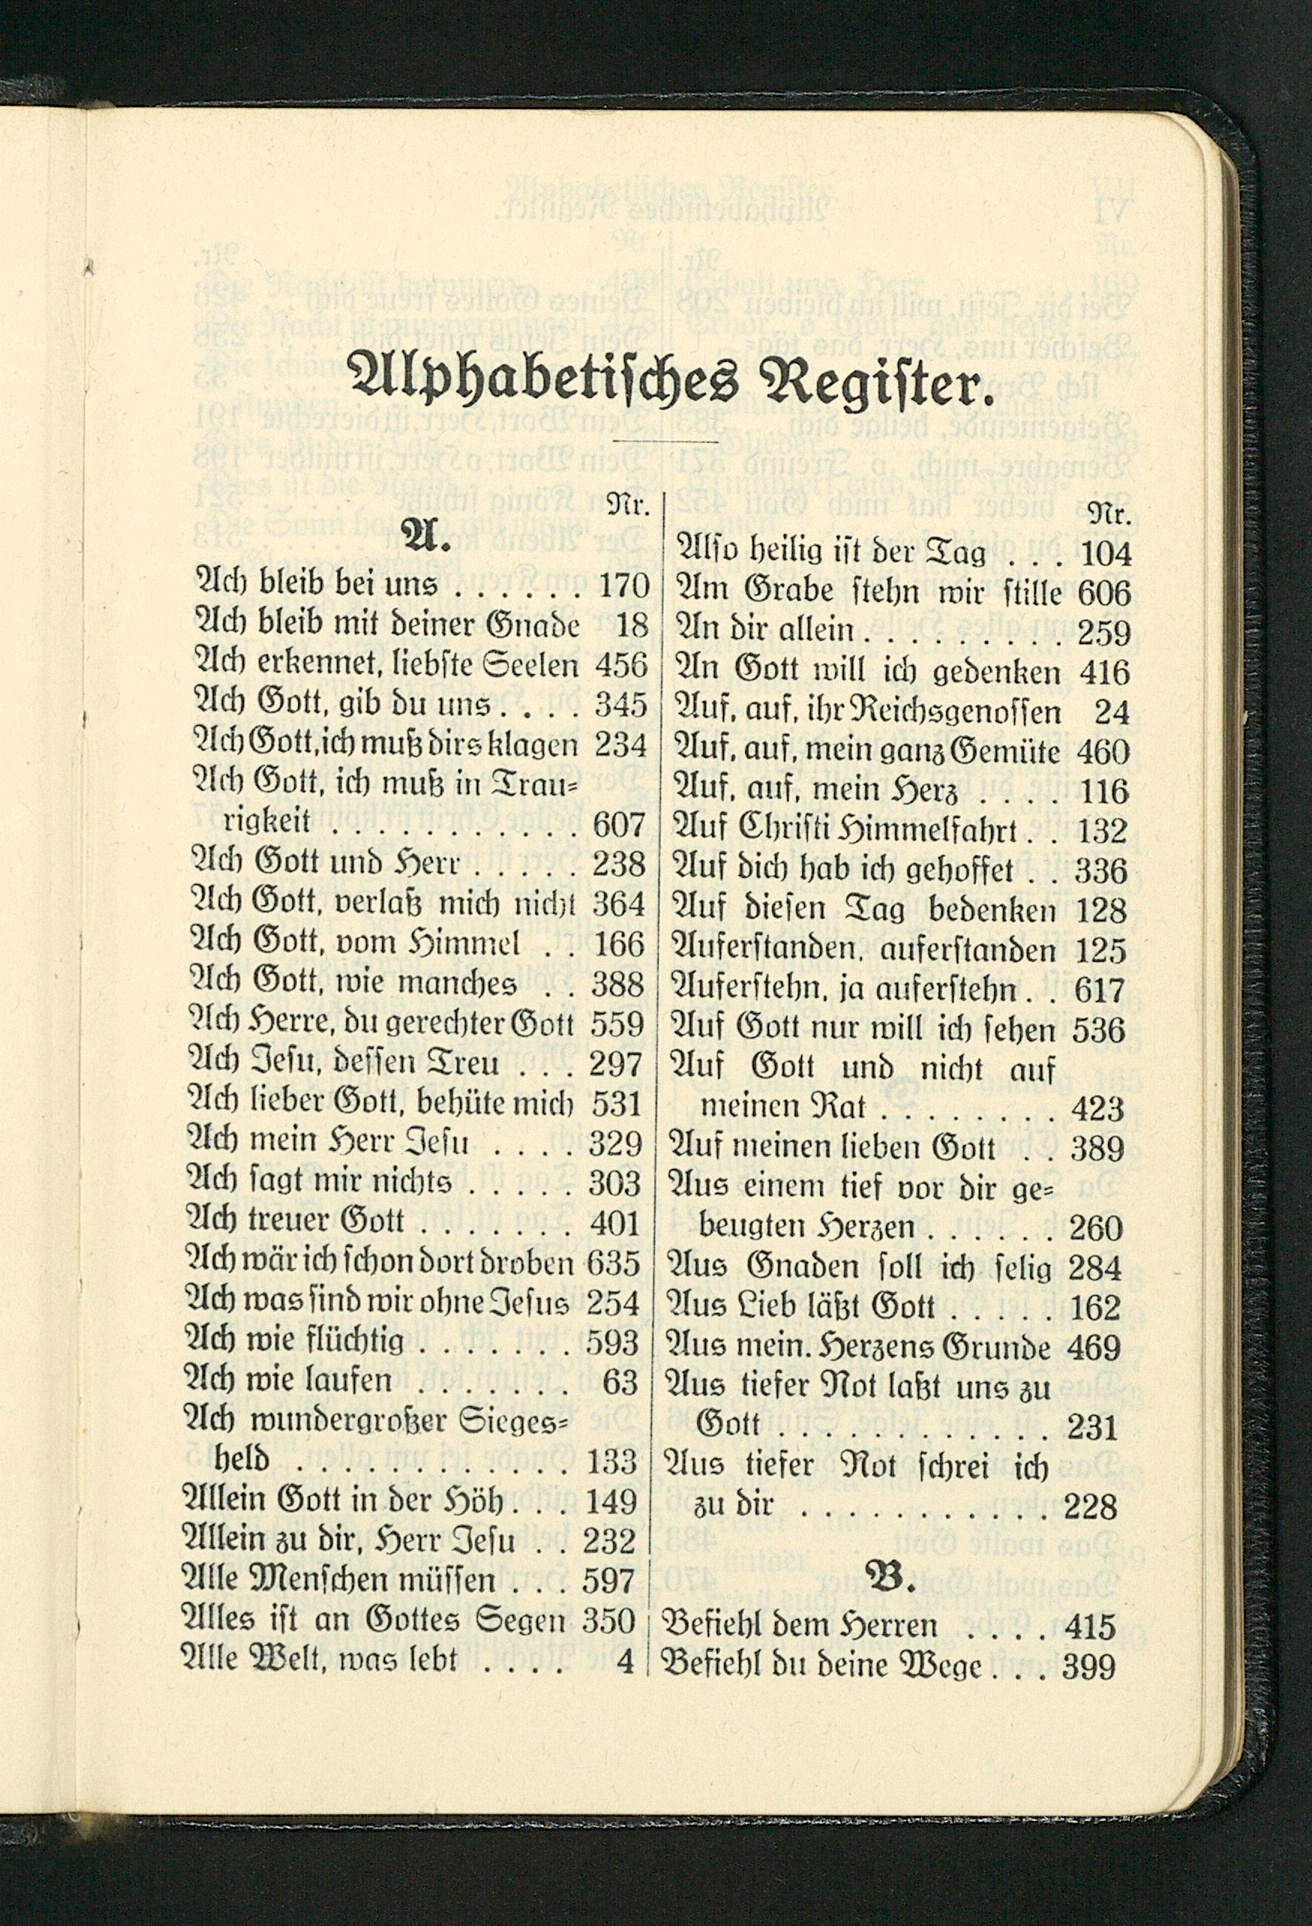 Alphabetisches Register.
Nr.
A.
Ach bleib bei uns . . . . . . 170
Ach bleib mit deiner Gnade 18
Ach erkennet, liebste Seelen 456
Ach Gott, gib du uns . . . . 345
Ach Gott, ich muß dirs klagen 234
Ach Gott, ich muß in Trau-
rigkeit . . . . . . . . . . . 607
Ach Gott und Herr . . . . . 238
Ach Gott, verlaß mich nicht 364
Ach Gott, vom Himmel . . 166
Ach Gott, wie manches . . 388
Ach Herre, du gerechter Gott 559
Ach Jesu, dessen Treu . . . 297
Ach lieber Gott, behüte mich 531
Ach mein Herr Jesu . . . . 329
Ach sagt mir nichts . . . . . 303
Ach treuer Gott . . . . . . . 401
Ach wär ich schon dort droben 635
Ach was sind wir ohne Jesus 254
Ach wie flüchtig . . . . . . . 593
Ach wie laufen . . . . . . . 63
Ach wundergroßer Sieges-
held . . . . . . . . . . . . 133
Allein Gott in der Höh . . . 149
Allein zu dir, Herr Jesu . . 232
Alle Menschen müssen . . . 597
Alles ist an Gottes Segen 350
Alle Welt, was lebt . . . . 4
Nr.
Also heilig ist der Tag . . . 104
Am Grabe stehn wir stille 606
An dir allein . . . . . . . . . 259
An Gott will ich gedenken 416
Auf, auf, ihr Reichsgenossen 24
Auf, auf, mein ganz Gemüte 460
Auf, auf, mein Herz . . . . 116
Auf Christi Himmelfahrt . . 132
Auf dich hab ich gehoffet . . 336
Auf diesen Tag bedenken 128
Auferstanden, auferstanden 125
Auferstehn, ja auferstehn . . 617
Auf Gott nur will ich sehen 536
Auf Gott und nicht auf
meinen Rat . . . . . . . . 423
Auf meinen lieben Gott . . 389
Aus einem tief vor dir ge-
beugten Herzen . . . . . . 260
Aus Gnaden soll ich selig 284
Aus Lieb läßt Gott . . . . . 162
Aus mein. Herzens Grunde 469
Aus tiefer Not laßt uns zu
Gott . . . . . . . . . . . . 231
Aus tiefer Not schrei ich
zu dir . . . . . . . . . . . 228
B.
Befiehl dem Herren . . . . 415
Befiehl du deine Wege . . . 399